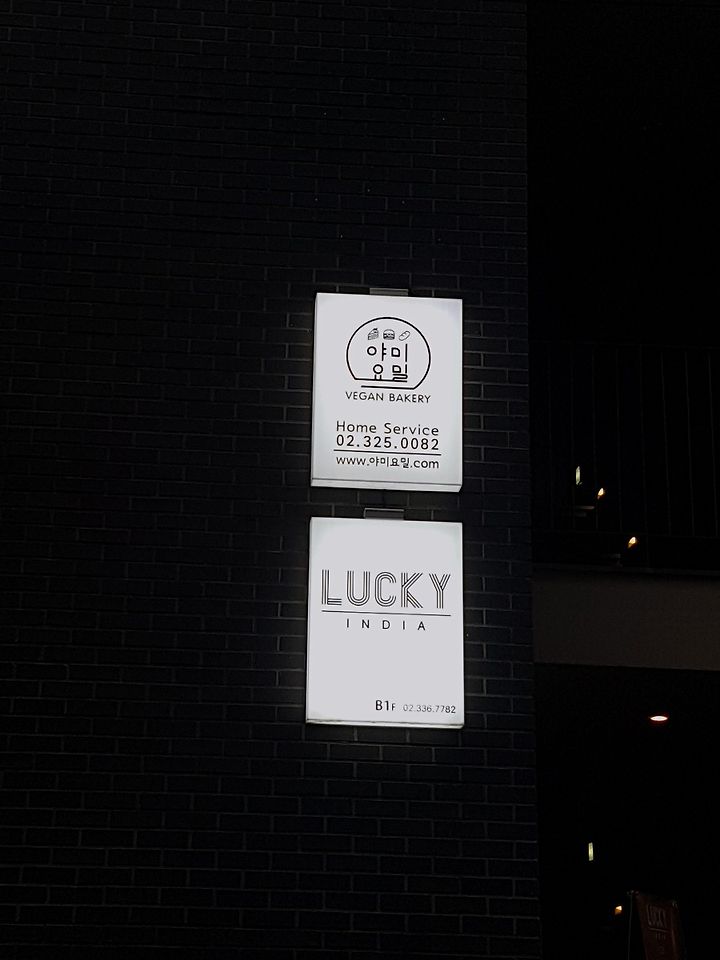 야미
요밀
VEGAN BAKERY
Home Service
02.325.0082
www.야미요밀.com
LUCKY
INDIA
B1F 02.336.7782
LUCKY